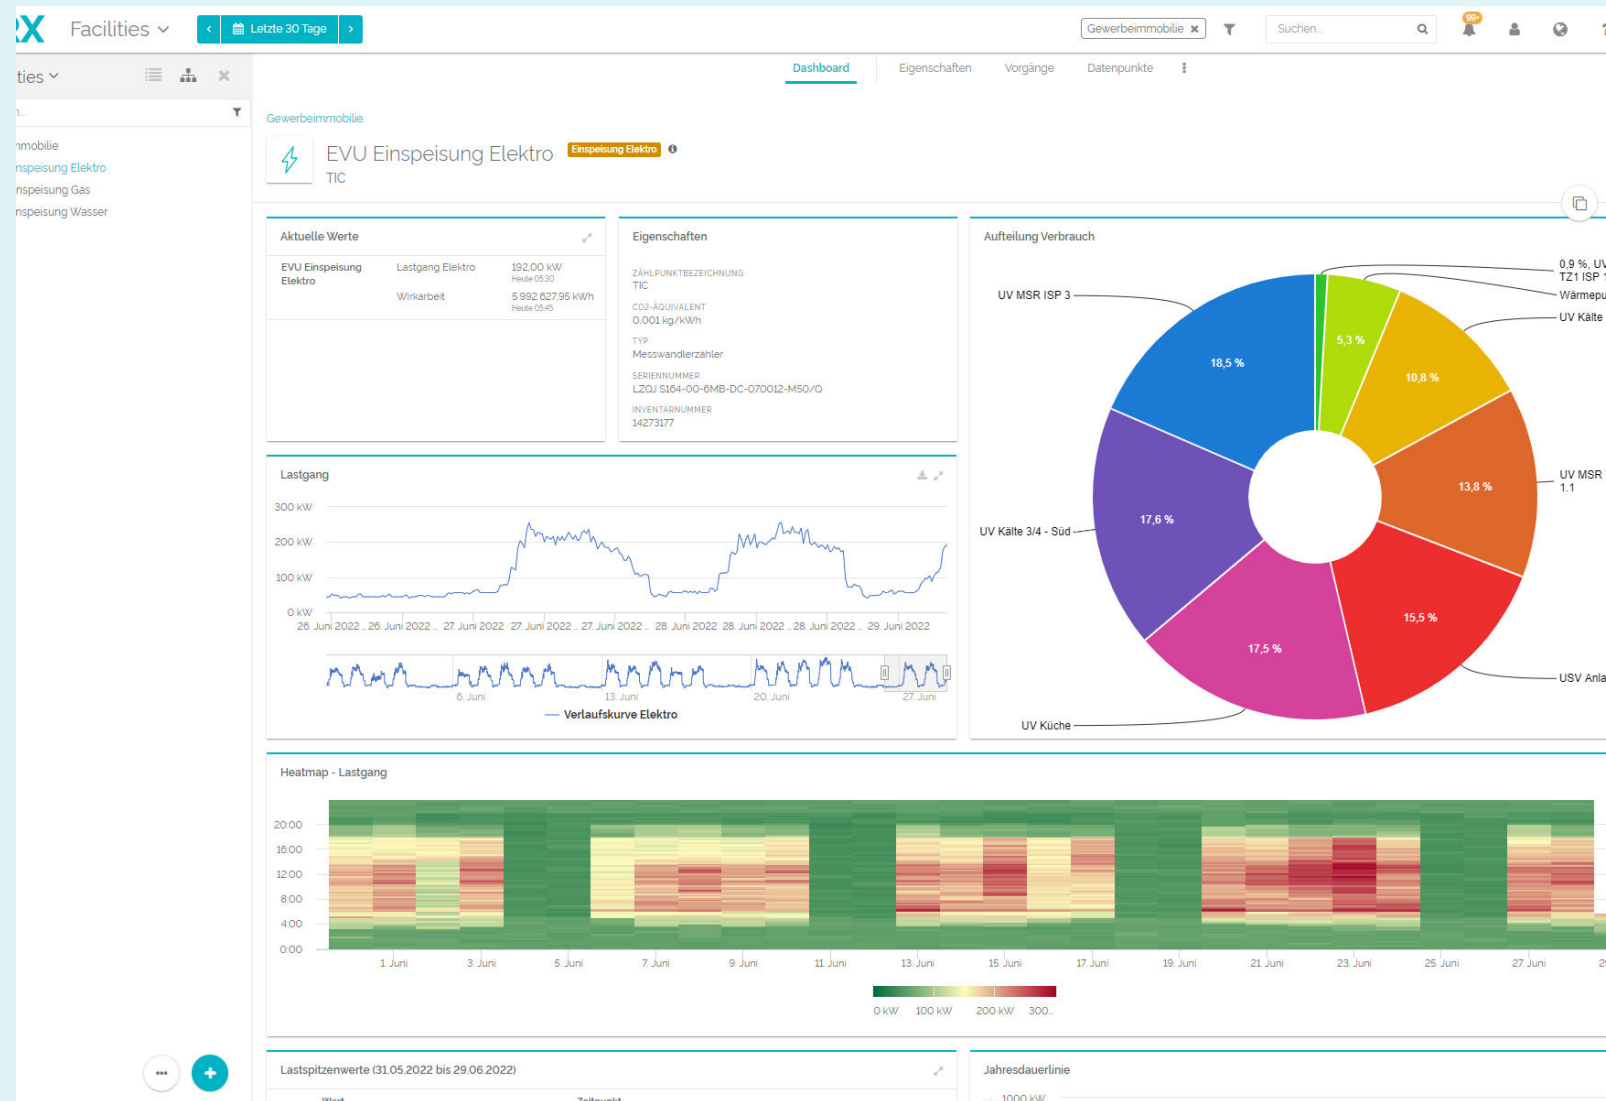 X Facilities
Letzte 30 Tage
Gewerbeimmobilie
Suchen...
99+
ties
Dashboard
Eigenschaften
Vorgänge
Datenpunkte
mmobilie
nspeisung Elektro
nspeisung Gas
nspeisung Wasser
Gewerbeimmobilie
EVU Einspeisung Elektro
Einspeisung Elektro
TIC
Aktuelle Werte
EVU Einspeisung
Elektro
Lastgang Elektro
192,00 kW
Heute 05:30
Wirkarbeit
5 992 627,95 kWh
Heute 05:45
Eigenschaften
ZÄHLPUNKTBEZEICHNUNG
TIC
CO2-ÄQUIVALENT
0,001 kg/kWh
TYP
Messwandlerzähler
SERIENNUMMER
LZQJ S164-00-6MB-DC-070012-M50/Q
INVENTARNUMMER
14273177
Aufteilung Verbrauch
0,9 %, UV
TZ1 ISP 1
Wärmepu
UV Kälte
UV MSR ISP 3
18,5 %
5,3 %
10,8 %
UV MSR
1.1
13,8 %
17,6 %
UV Kälte 3/4 - Süd
15,5 %
17,5 %
USV Anla
UV Küche
Lastgang
300 kW
200 kW
100 kW
0 kW
26. Juni 2022 ..
26. Juni 2022 ..
27. Juni 2022
27. Juni 2022 ..
27. Juni 2022 ..
28. Juni 2022
28. Juni 2022 ..
28. Juni 2022 ..
29. Juni 2022
6. Juni
13. Juni
20. Juni
27. Juni
Verlaufskurve Elektro
Heatmap - Lastgang
20:00
16:00
12:00
8:00
4:00
0:00
1. Juni
3. Juni
5. Juni
7. Juni
9. Juni
11. Juni
13. Juni
15. Juni
17. Juni
19. Juni
21. Juni
23. Juni
25. Juni
27. Juni
29
0 kW
100 kW
200 kW
300...
Lastspitzenwerte (31.05.2022 bis 29.06.2022)
Wert
Zeitpunkt
Jahresdauerlinie
1000 kW